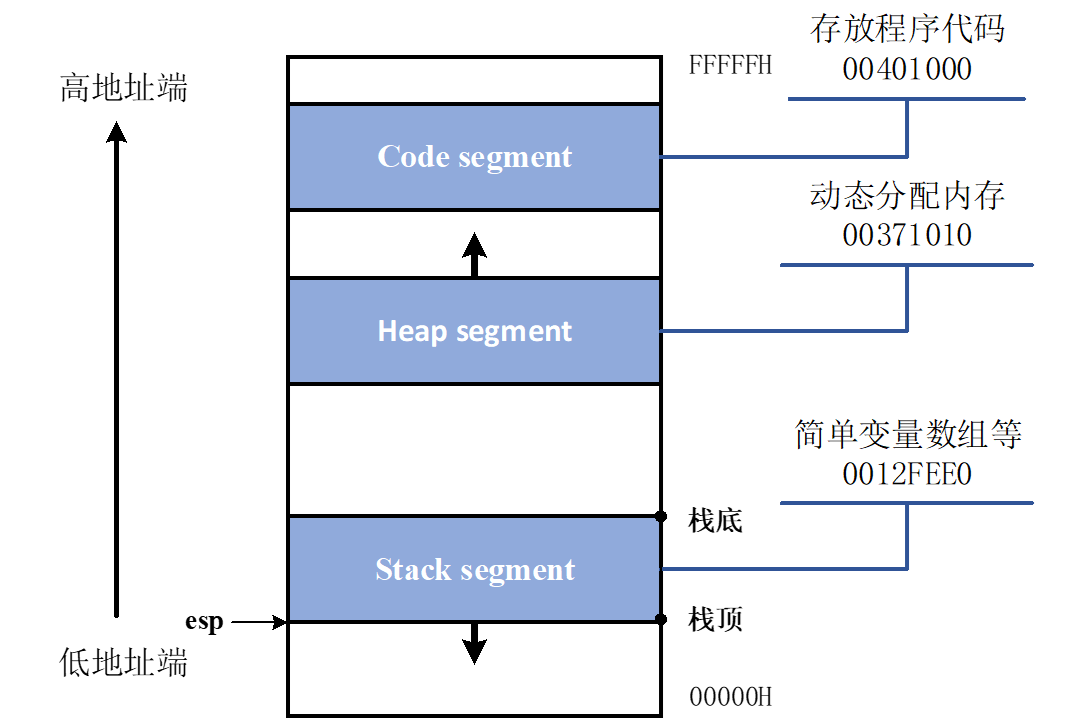 存放程序代码
00401000
FFFFFH
高地址端
Code segment
动态分配内存
00371010
Heap segment
简单变量数组等
0012FEE0
栈底
Stack segment
esp
栈顶
低地址端
00000H